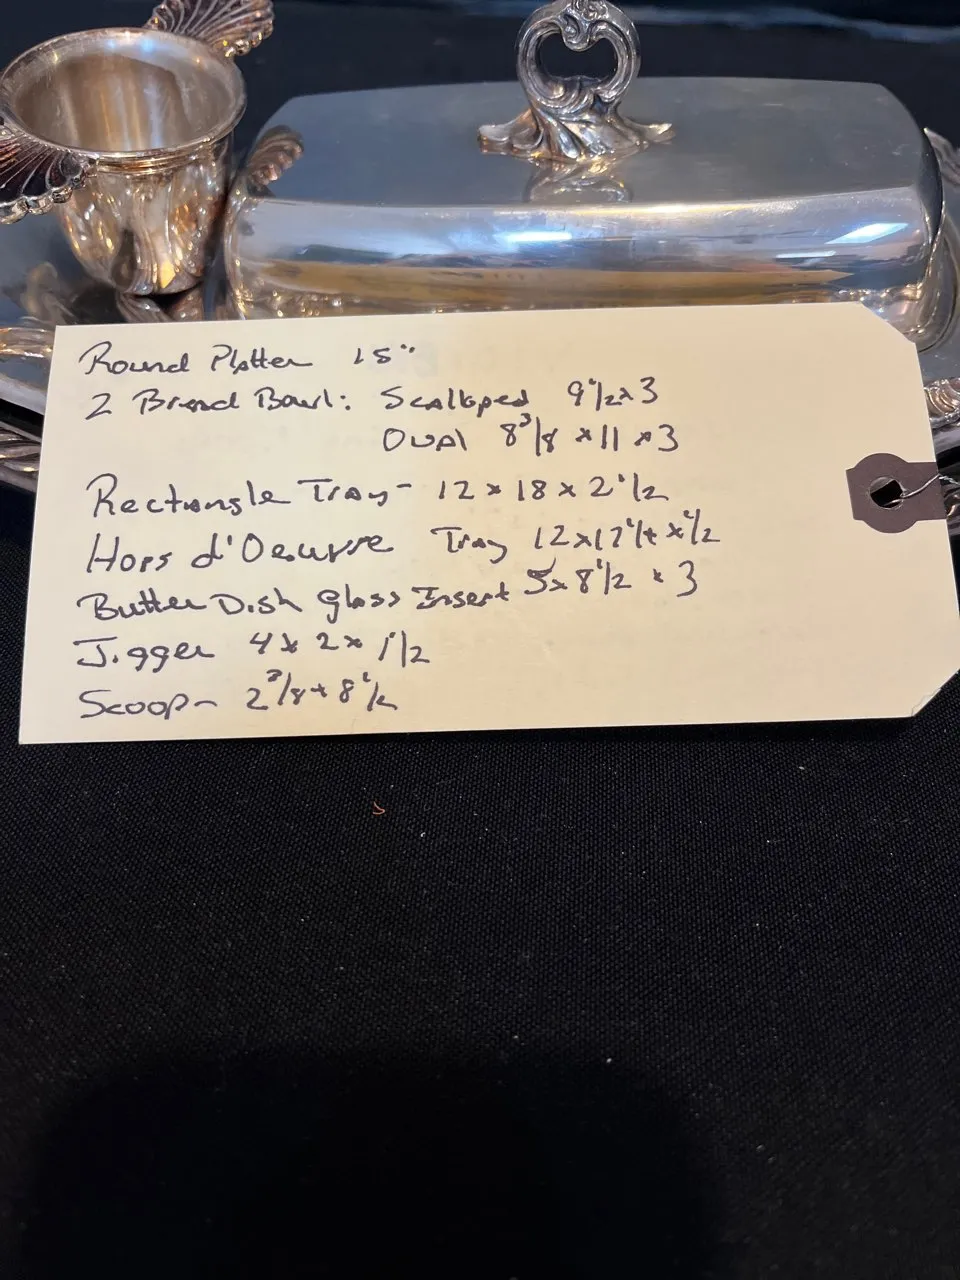 Round Platter 15"
2 Bread Bowl: Scalloped 9 1/2 x 3
Oval 8 3/8 x 11 x 3
Rectangle Tray - 12 x 18 x 2 1/2
Hors d'Oeuvre Tray 12 x 17 1/4 x 1/2
Butter Dish glass Insert 5 x 8 1/2 x 3
Jigger 4 x 2 x 1 1/2
Scoop - 2 3/8 x 8 1/2